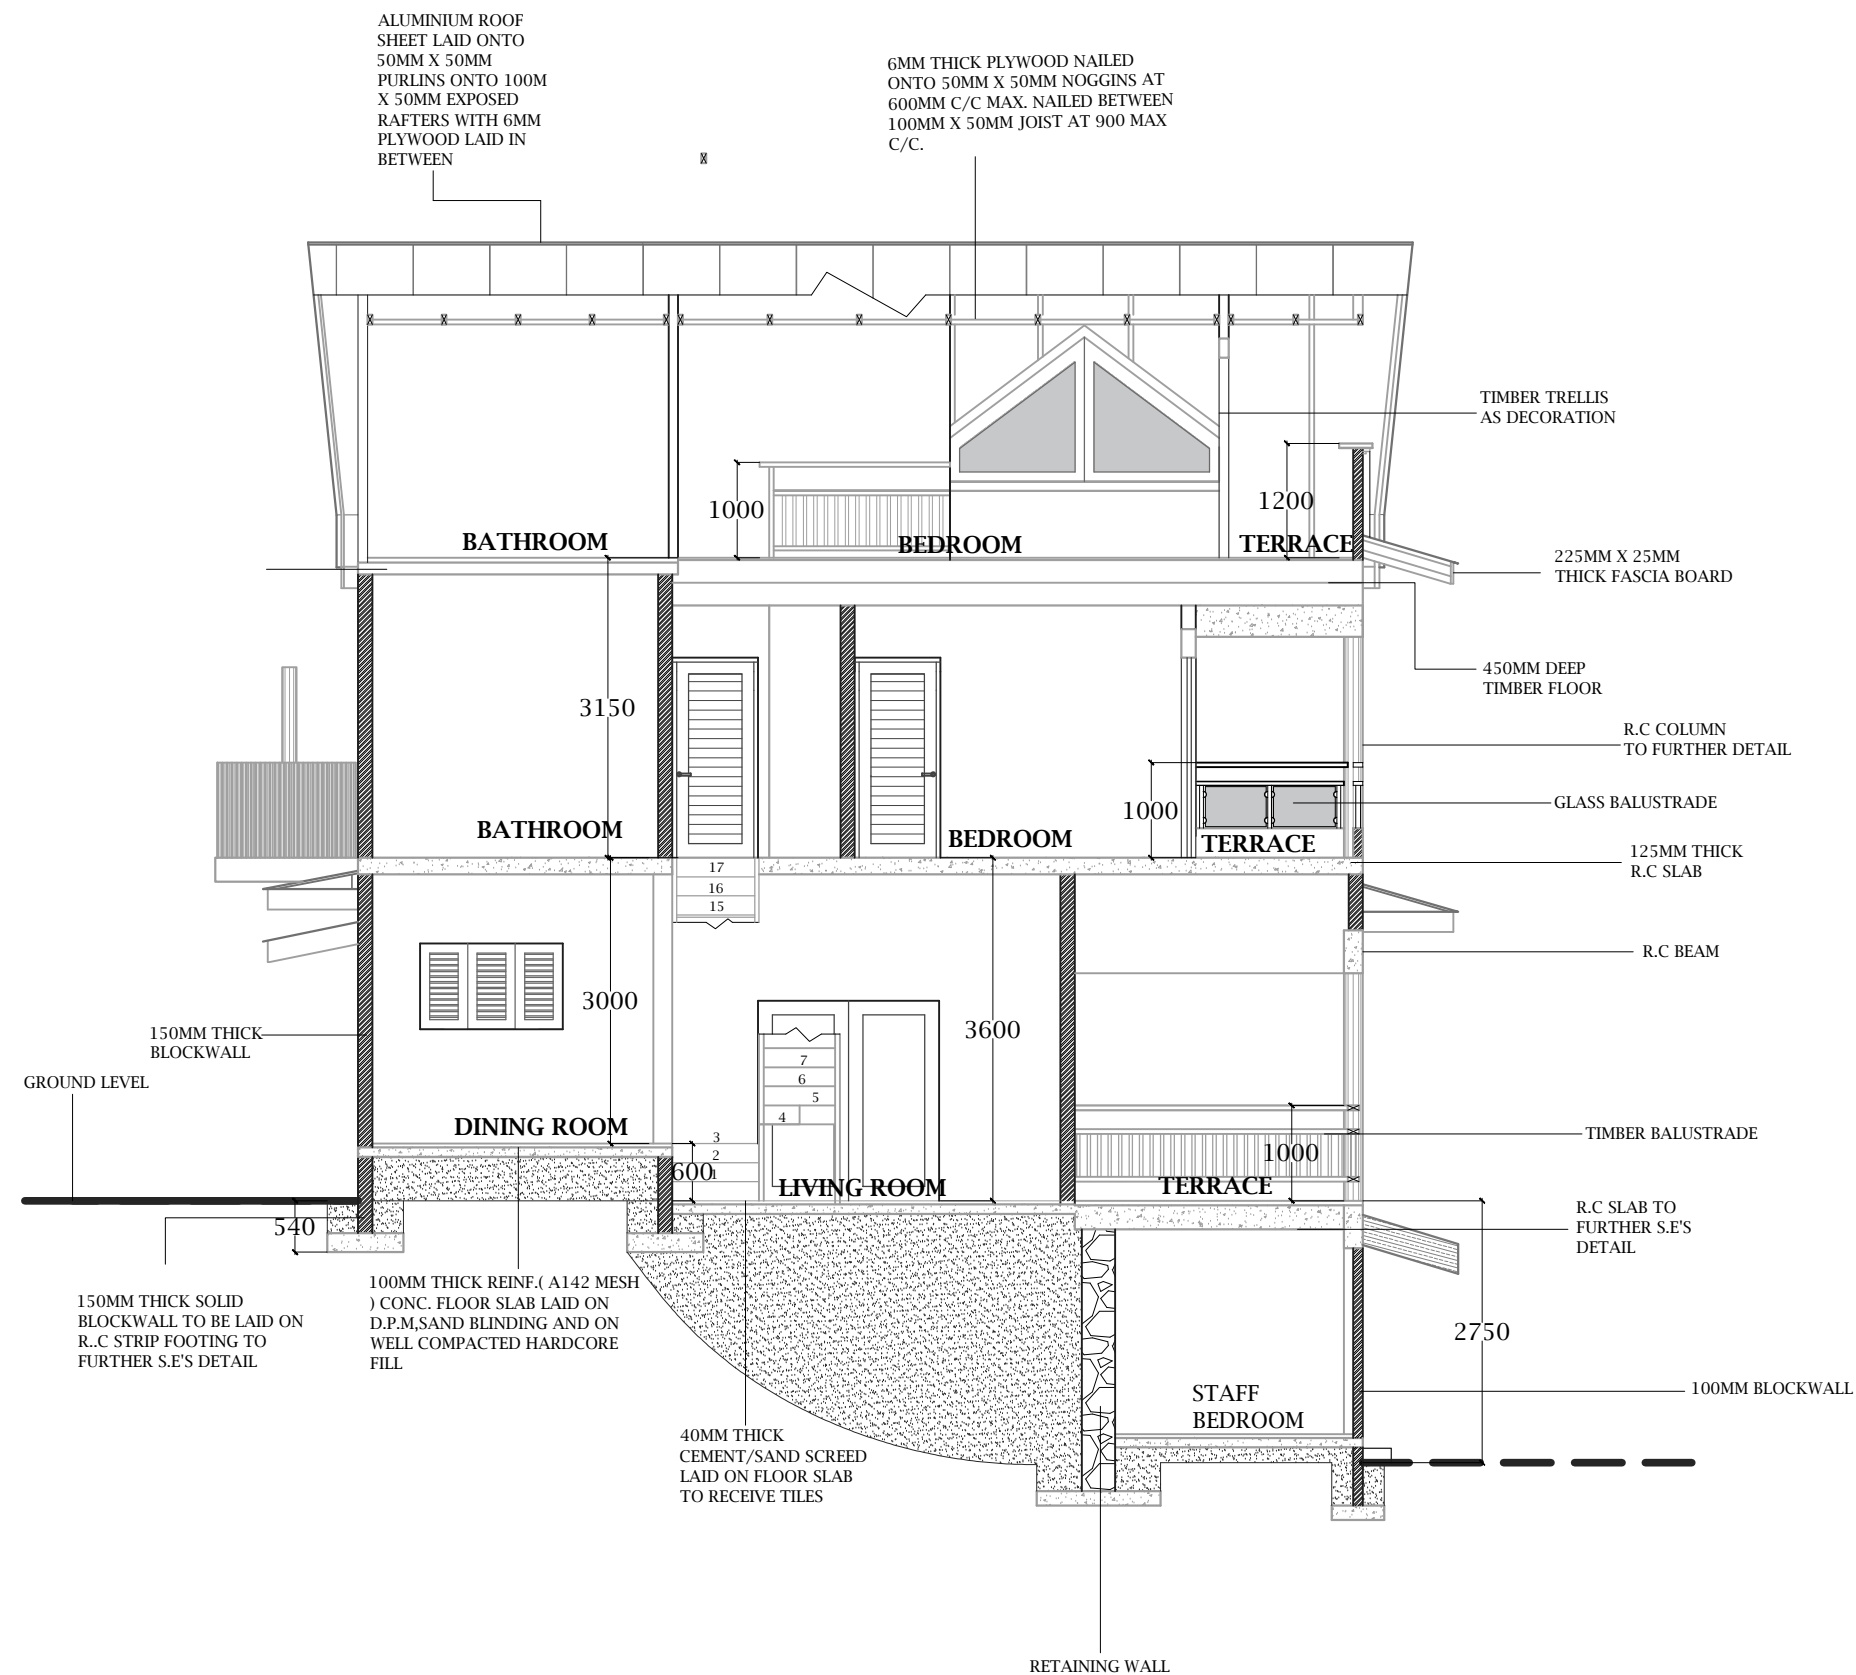 ALUMINIUM ROOF
SHEET LAID ONTO
50MM X 50MM
PURLINS ONTO 100M
X 50MM EXPOSED
RAFTERS WITH 6MM
PLYWOOD LAID IN
BETWEEN
6MM THICK PLYWOOD NAILED
ONTO 50MM X 50MM NOGGINS AT
600MM C/C MAX. NAILED BETWEEN
100MM X 50MM JOIST AT 900 MAX
C/C.
TIMBER TRELLIS
AS DECORATION
1000
1200
BATHROOM
BEDROOM
TERRACE
225MM X 25MM
THICK FASCIA BOARD
450MM DEEP
TIMBER FLOOR
3150
R.C COLUMN
TO FURTHER DETAIL
1000
GLASS BALUSTRADE
BATHROOM
BEDROOM
TERRACE
125MM THICK
R.C SLAB
17
16
15
R.C BEAM
3000
3600
150MM THICK
BLOCKWALL
GROUND LEVEL
7
6
5
4
3
2
1
DINING ROOM
600
LIVING ROOM
TERRACE
1000
TIMBER BALUSTRADE
540
R.C SLAB TO
FURTHER S.E'S
DETAIL
150MM THICK SOLID
BLOCKWALL TO BE LAID ON
R..C STRIP FOOTING TO
FURTHER S.E'S DETAIL
100MM THICK REINF.( A142 MESH
) CONC. FLOOR SLAB LAID ON
D.P.M,SAND BLINDING AND ON
WELL COMPACTED HARDCORE
FILL
2750
STAFF
BEDROOM
100MM BLOCKWALL
40MM THICK
CEMENT/SAND SCREED
LAID ON FLOOR SLAB
TO RECEIVE TILES
RETAINING WALL